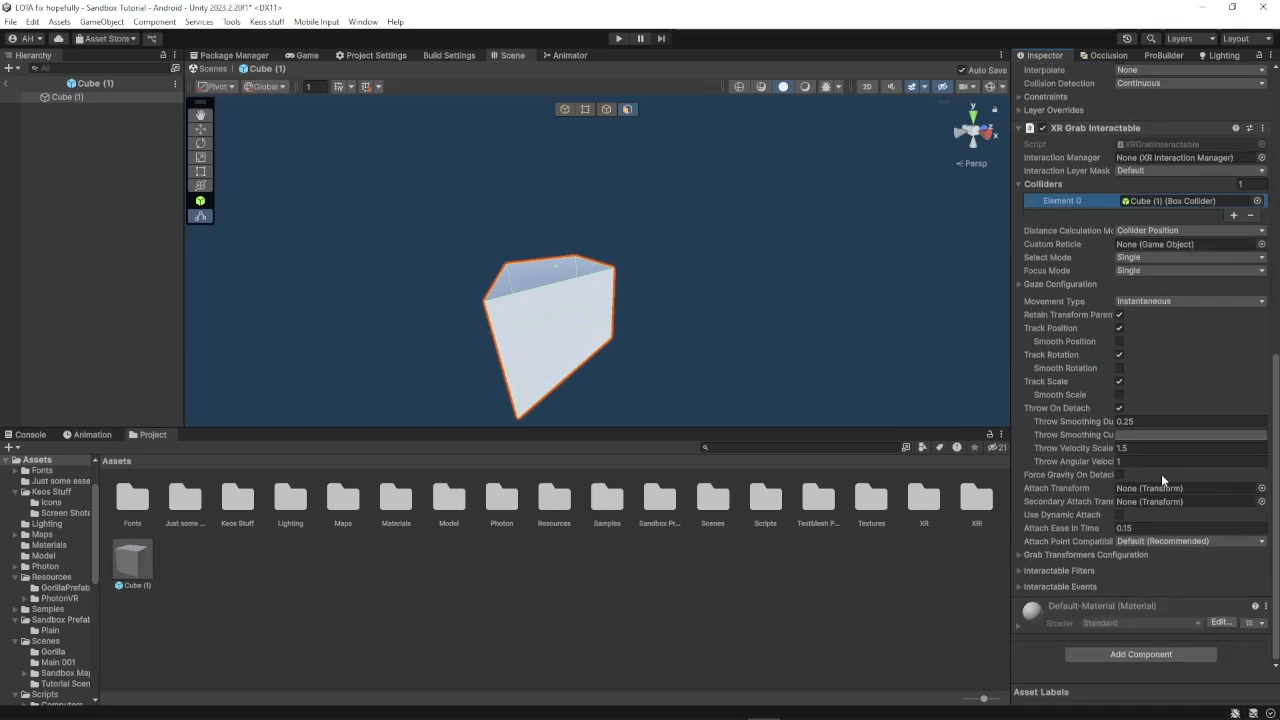 LOTA fix hopefully - Sandbox Tutorial - Android - Unity 2023.2.20f1* <DX11>
File Edit Assets GameObject Component Services Tools Keos stuff Mobile Input Window Help
AH Asset Store Layers Layout
Hierarchy Package Manager Game Project Settings Build Settings Scene Animator Inspector Occlusion ProBuilder Lighting
All Scenes Cube (1) Auto Save
Cube (1)
Cube (1)
Pivot Global 1 2D
y
z
x
Persp
Interpolate None
Collision Detection Continuous
Constraints
Layer Overrides
XR Grab Interactable
Script XRGrabInteractable
Interaction Manager None (XR Interaction Manager)
Interaction Layer Mask Default
Colliders 1
Element 0 Cube (1) (Box Collider)
Distance Calculation Mo Collider Position
Custom Reticle None (Game Object)
Select Mode Single
Focus Mode Single
Gaze Configuration
Movement Type Instantaneous
Retain Transform Paren
Track Position
Smooth Position
Track Rotation
Smooth Rotation
Track Scale
Smooth Scale
Throw On Detach
Throw Smoothing Du 0.25
Throw Smoothing Cu
Throw Velocity Scale 1.5
Throw Angular Veloci 1
Force Gravity On Detacl
Attach Transform None (Transform)
Secondary Attach Tran: None (Transform)
Use Dynamic Attach
Attach Ease In Time 0.15
Attach Point Compatibil Default (Recommended)
Grab Transformers Configuration
Interactable Filters
Interactable Events
Default-Material (Material)
Shader Standard Edit...
Add Component
Asset Labels
Console Animation Project
21
Assets
Fonts
Just some asse
Keos Stuff
Icons
Screen Shots
Lighting
Maps
Materials
Model
Photon
Resources
GorillaPrefab
PhotonVR
Samples
Sandbox Prefab
Plain
Scenes
Gorilla
Main 001
Sandbox Map
Tutorial Scen
Scripts
Assets
Fonts Just some ... Keos Stuff Lighting Maps Materials Model Photon Resources Samples Sandbox Pr... Scenes Scripts TextMesh P... Textures XR XRI
Cube (1)